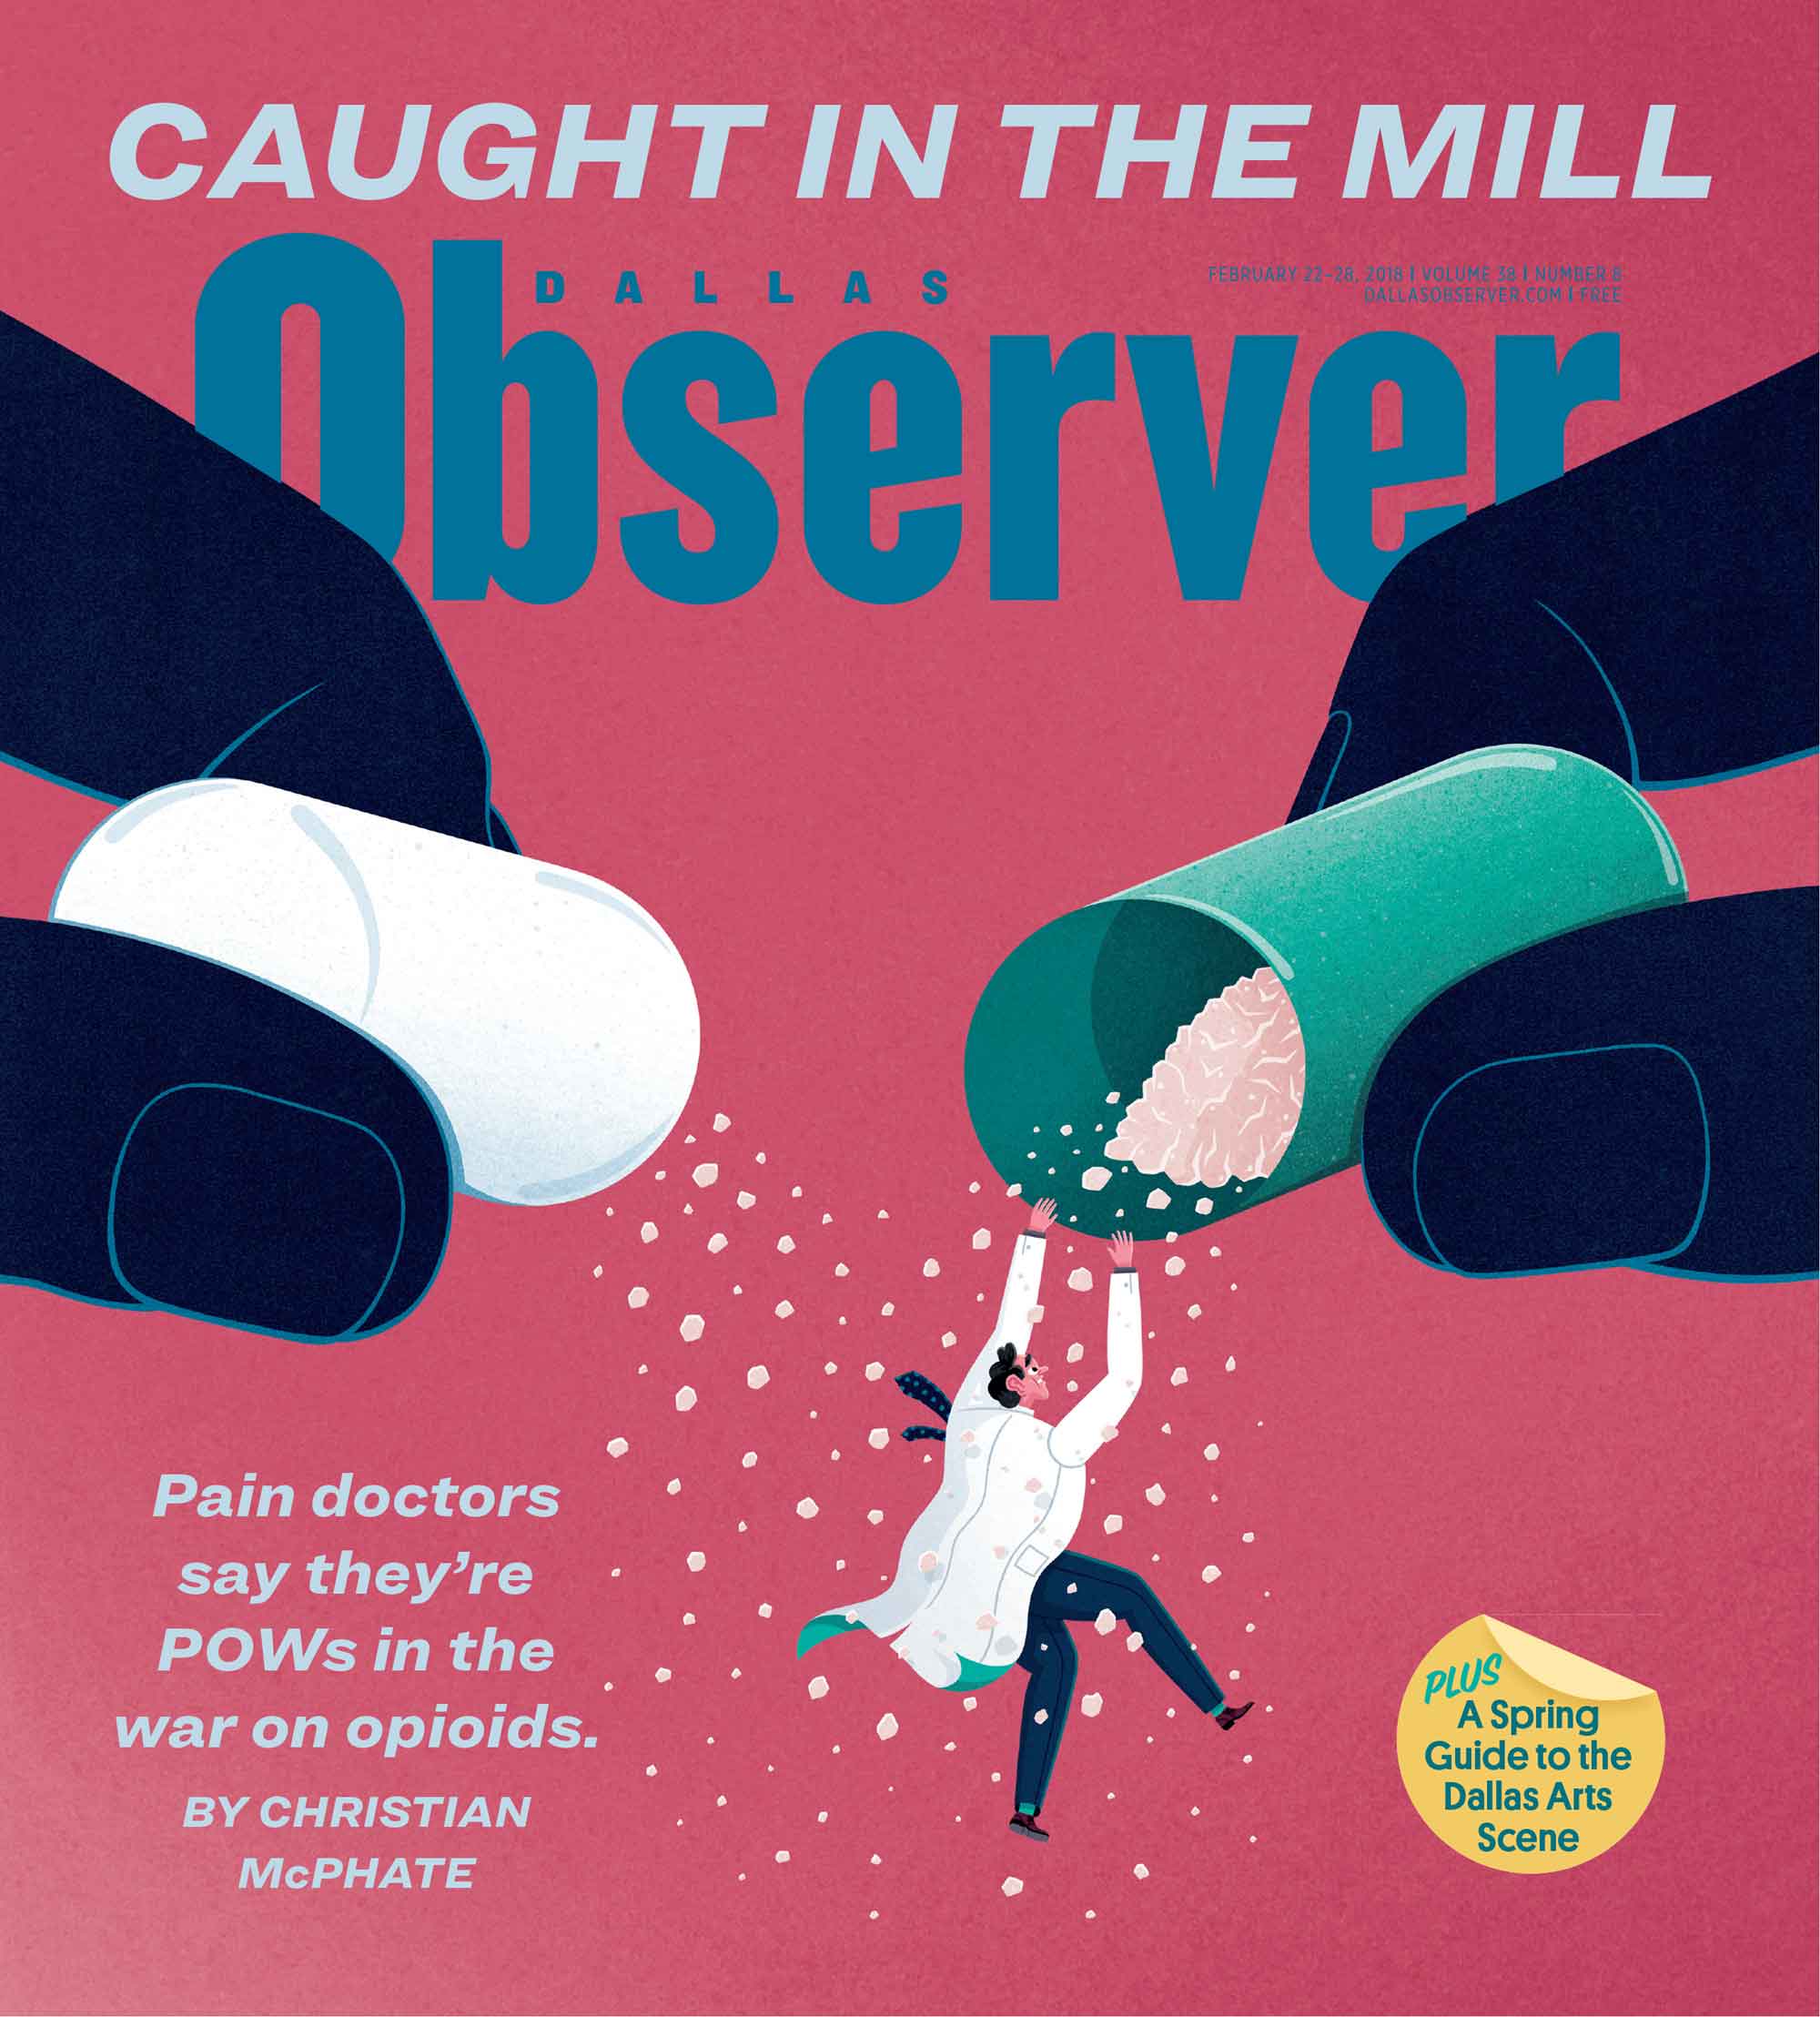 CAUGHT IN THE MILL
DALLAS
FEBRUARY 22-28, 2018 | VOLUME 38 | NUMBER 8
DALLASOBSERVER.COM | FREE
Observer
Pain doctors
say they're
POWs in the
war on opioids.
BY CHRISTIAN
McPHATE
PLUS
A Spring
Guide to the
Dallas Arts
Scene